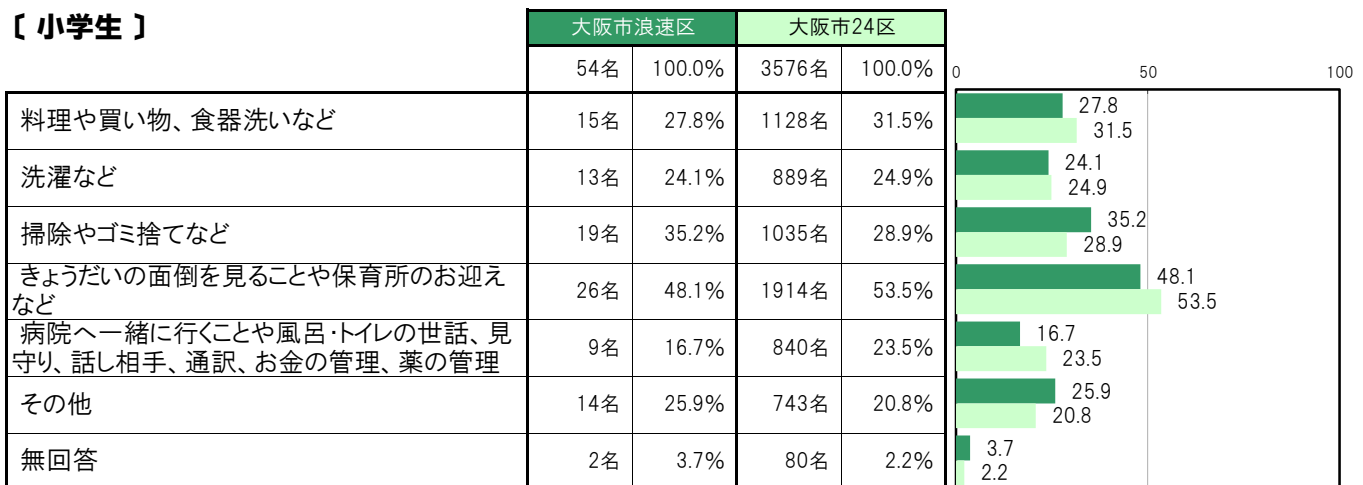 〔 小学生 〕
大阪市浪速区 大阪市24区
54名 100.0% 3576名 100.0%
0 50 100
料理や買い物、食器洗いなど 15名 27.8% 1128名 31.5%
27.8
31.5
洗濯など 13名 24.1% 889名 24.9%
24.1
24.9
掃除やゴミ捨てなど 19名 35.2% 1035名 28.9%
35.2
28.9
きょうだいの面倒を見ることや保育所のお迎え
など
26名 48.1% 1914名 53.5%
48.1
53.5
病院へ一緒に行くことや風呂・トイレの世話、見
守り、話し相手、通訳、お金の管理、薬の管理
9名 16.7% 840名 23.5%
16.7
23.5
その他 14名 25.9% 743名 20.8%
25.9
20.8
無回答 2名 3.7% 80名 2.2%
3.7
2.2